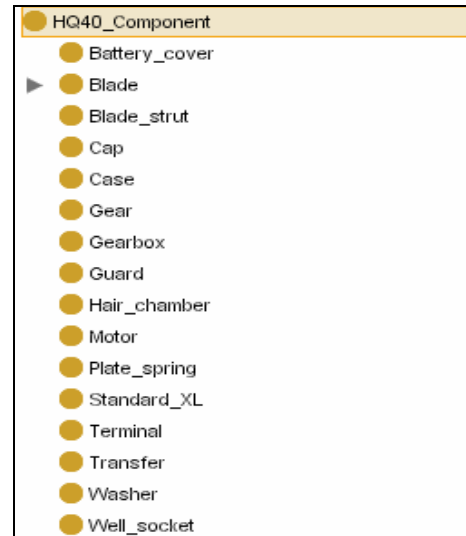 HQ40_Component
Battery_cover
Blade
Blade_strut
Cap
Case
Gear
Gearbox
Guard
Hair_chamber
Motor
Plate_spring
Standard_XL
Terminal
Transfer
Washer
Well_socket